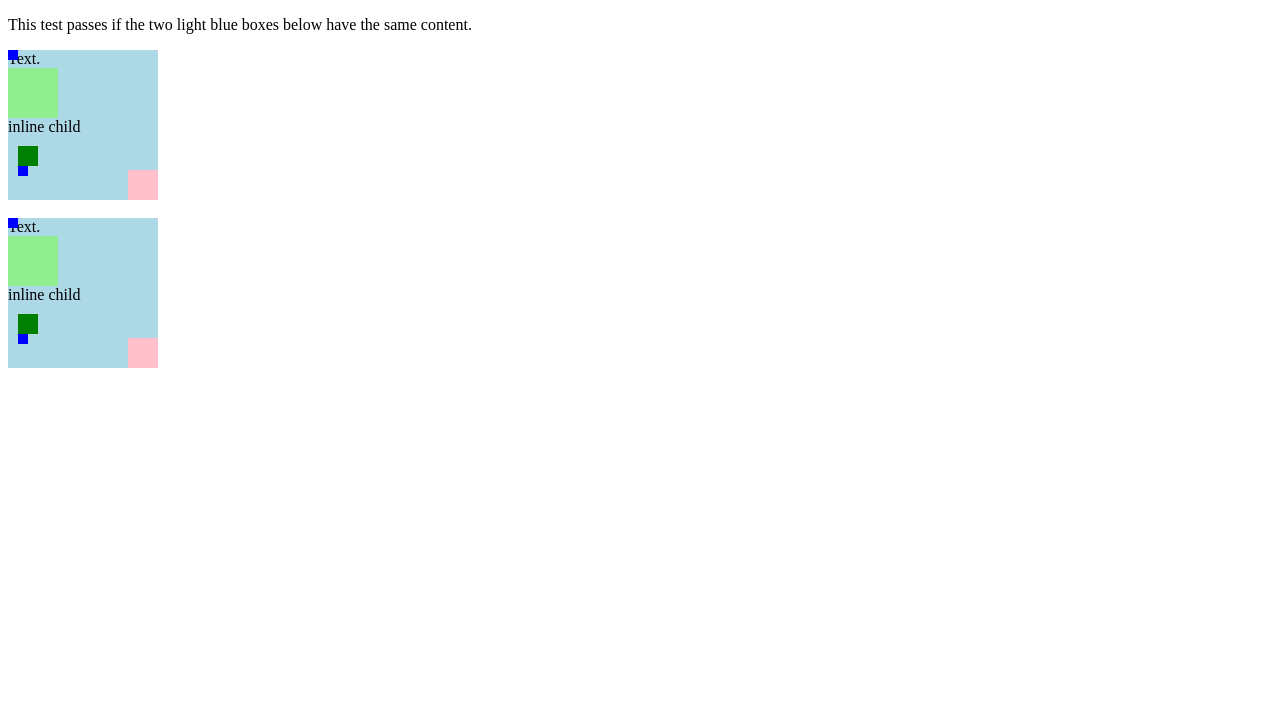 This test passes if the two light blue boxes below have the same content.
Text.
inline child
Text.
inline child